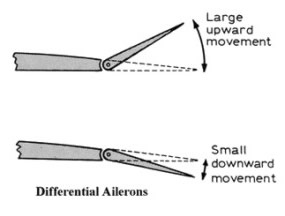 Large
upward
movement
Small
downward
movement
Differential Ailerons